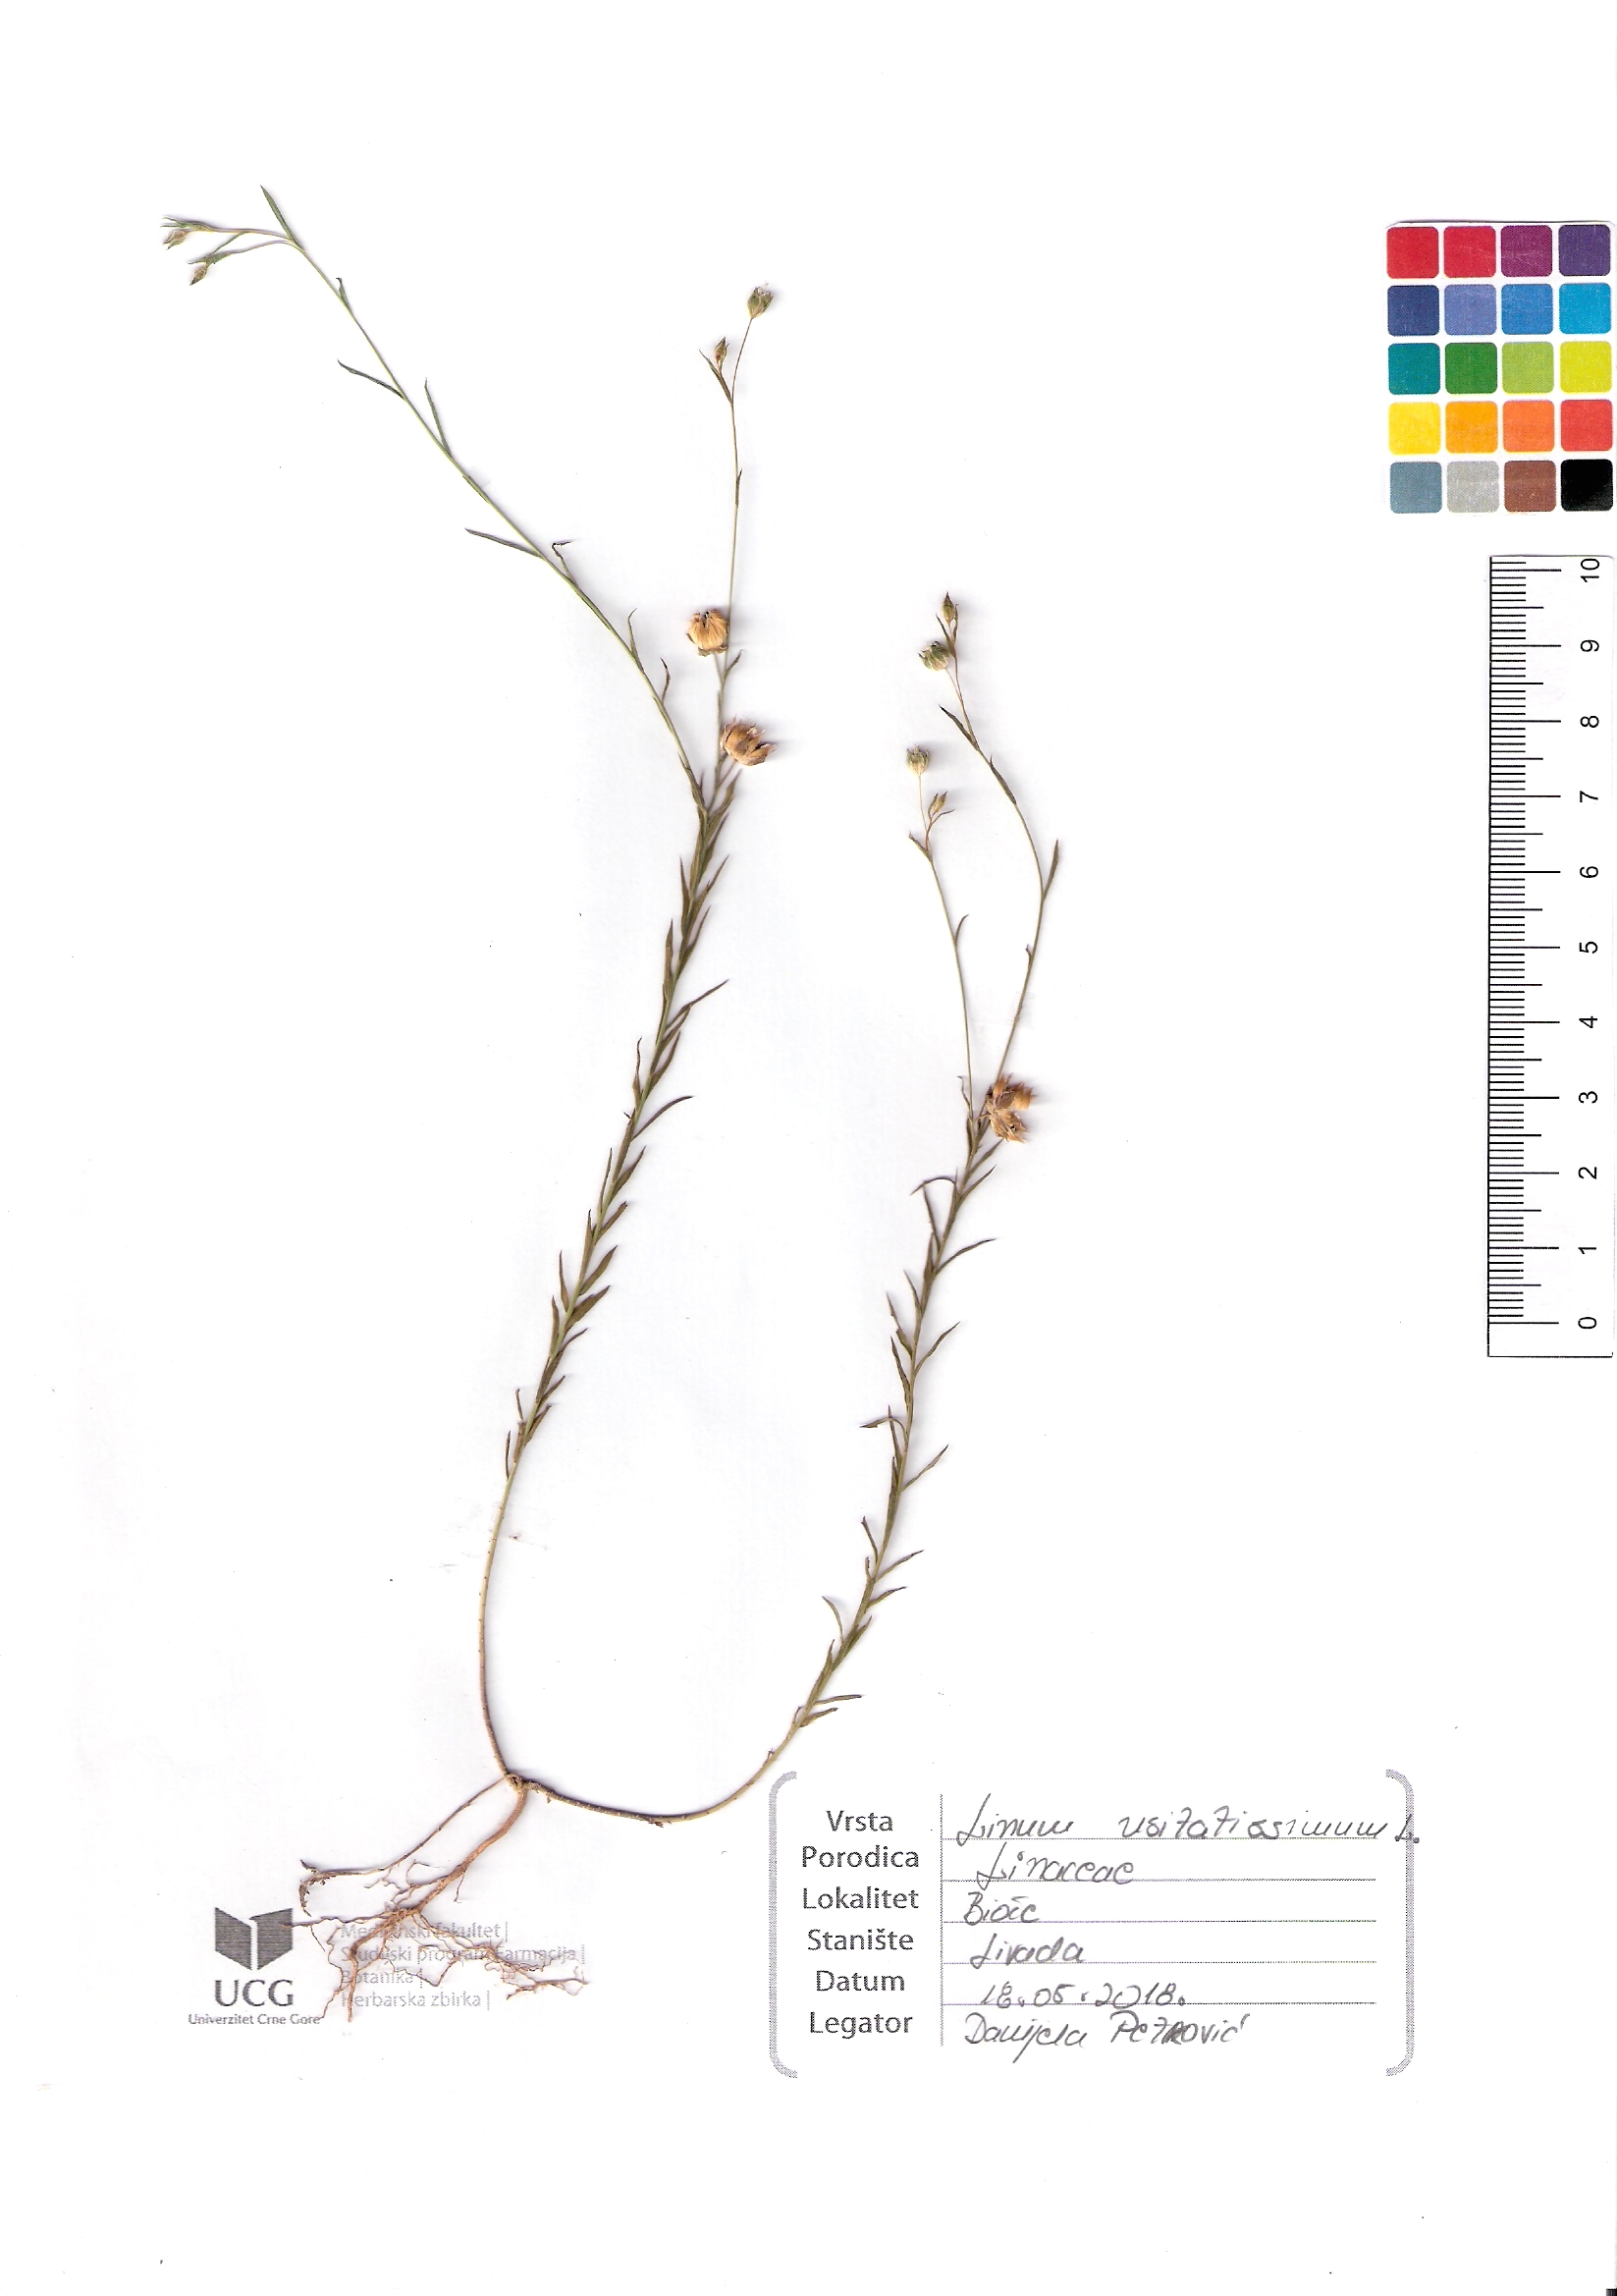 10
9
8
7
6
5
4
3
2
1
0
Vrsta Linum usitatissimum L.
Porodica Linaceae
Lokalitet Bioče
Stanište Livada
Datum 18.05.2018.
Legator Danijela Petrović
Medicinski fakultet|
Studijski program Farmacija|
Botanika|
Herbarska zbirka|
UCG
Univerzitet Crne Gore